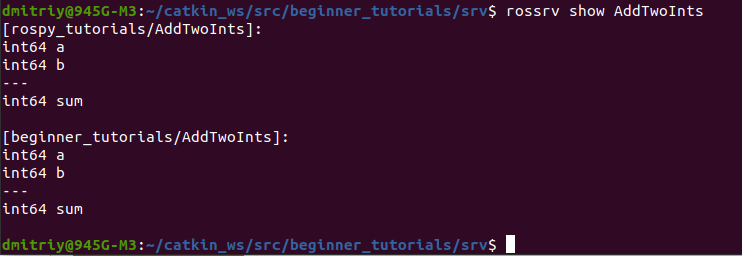 dmitriy@945G-M3:~/catkin_ws/src/beginner_tutorials/srv$ rossrv show AddTwoInts
[rospy_tutorials/AddTwoInts]:
int64 a
int64 b
---
int64 sum

[beginner_tutorials/AddTwoInts]:
int64 a
int64 b
---
int64 sum

dmitriy@945G-M3:~/catkin_ws/src/beginner_tutorials/srv$